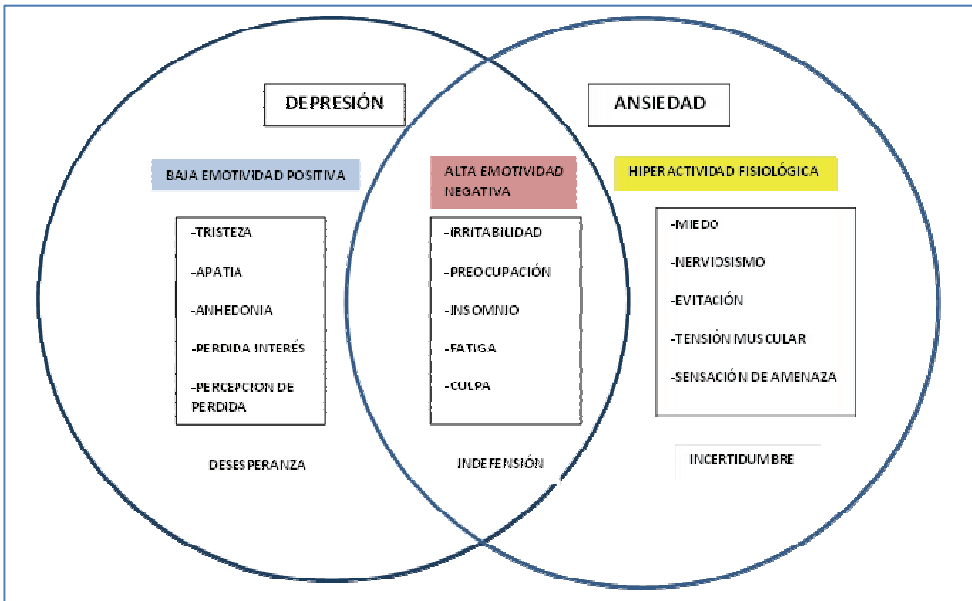 DEPRESIÓN
ANSIEDAD
BAJA EMOTIVIDAD POSITIVA
ALTA EMOTIVIDAD
NEGATIVA
HIPERACTIVIDAD FISIOLÓGICA
-TRISTEZA
-APATIA
-ANHEDONIA
-PERDIDA INTERÉS
-PERCEPCION DE
PERDIDA
-IRRITABILIDAD
-PREOCUPACIÓN
-INSOMNIO
-FATIGA
-CULPA
-MIEDO
-NERVIOSISMO
-EVITACIÓN
-TENSIÓN MUSCULAR
-SENSACIÓN DE AMENAZA
DESESPERANZA
INDEFENSIÓN
INCERTIDUMBRE